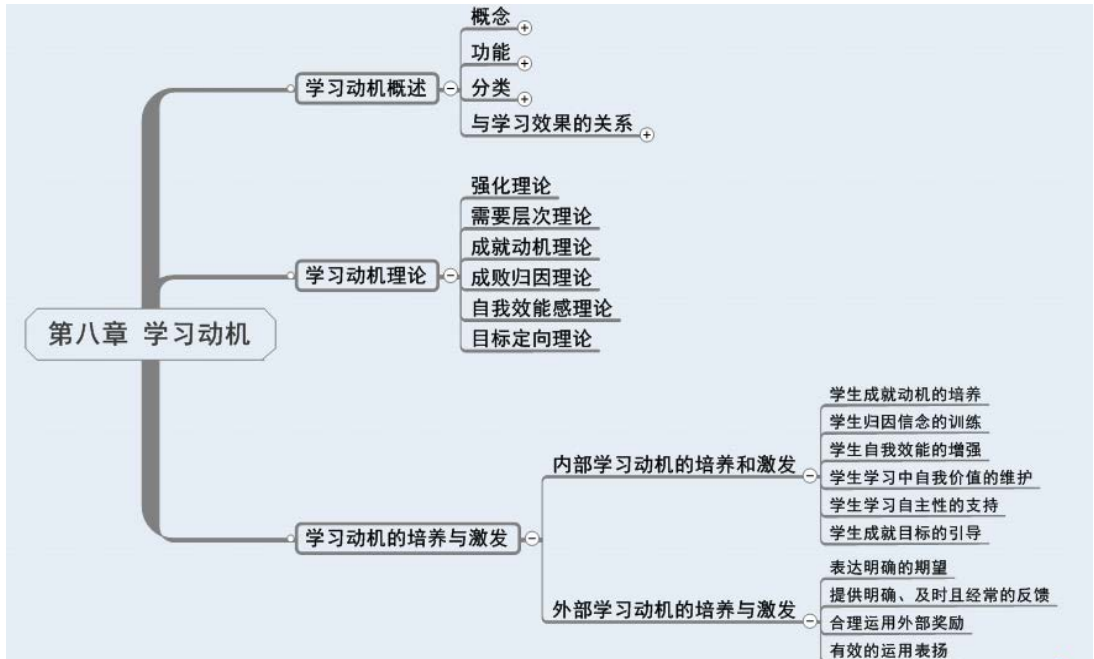 第八章 学习动机
学习动机概述
概念
功能
分类
与学习效果的关系
学习动机理论
强化理论
需要层次理论
成就动机理论
成败归因理论
自我效能感理论
目标定向理论
学习动机的培养与激发
内部学习动机的培养和激发
学生成就动机的培养
学生归因信念的训练
学生自我效能的增强
学生学习中自我价值的维护
学生学习自主性的支持
学生成就目标的引导
外部学习动机的培养与激发
表达明确的期望
提供明确、及时且经常的反馈
合理运用外部奖励
有效的运用表扬